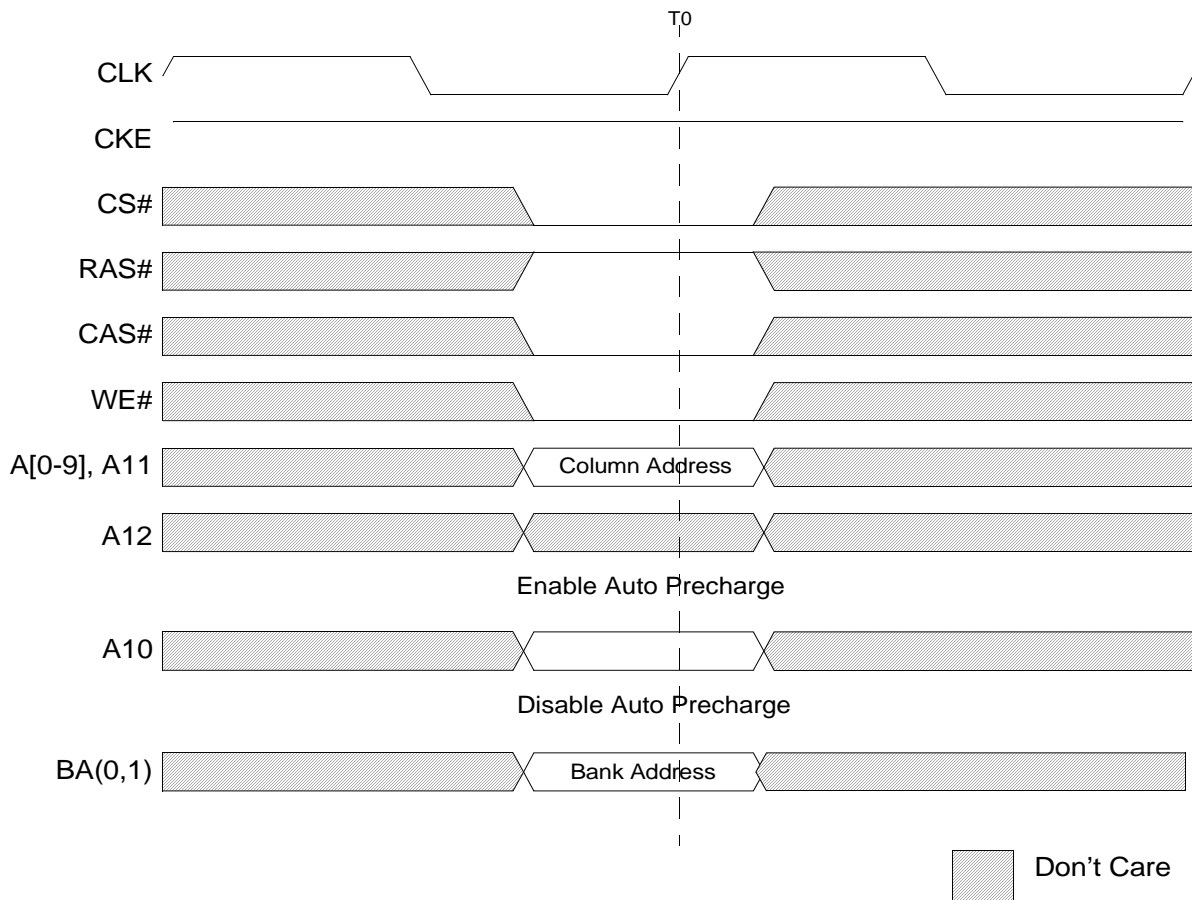 T0
CLK
CKE
CS#
RAS#
CAS#
WE#
A[0-9], A11
Column Address
A12
Enable Auto Precharge
A10
Disable Auto Precharge
BA(0,1)
Bank Address
Don't Care